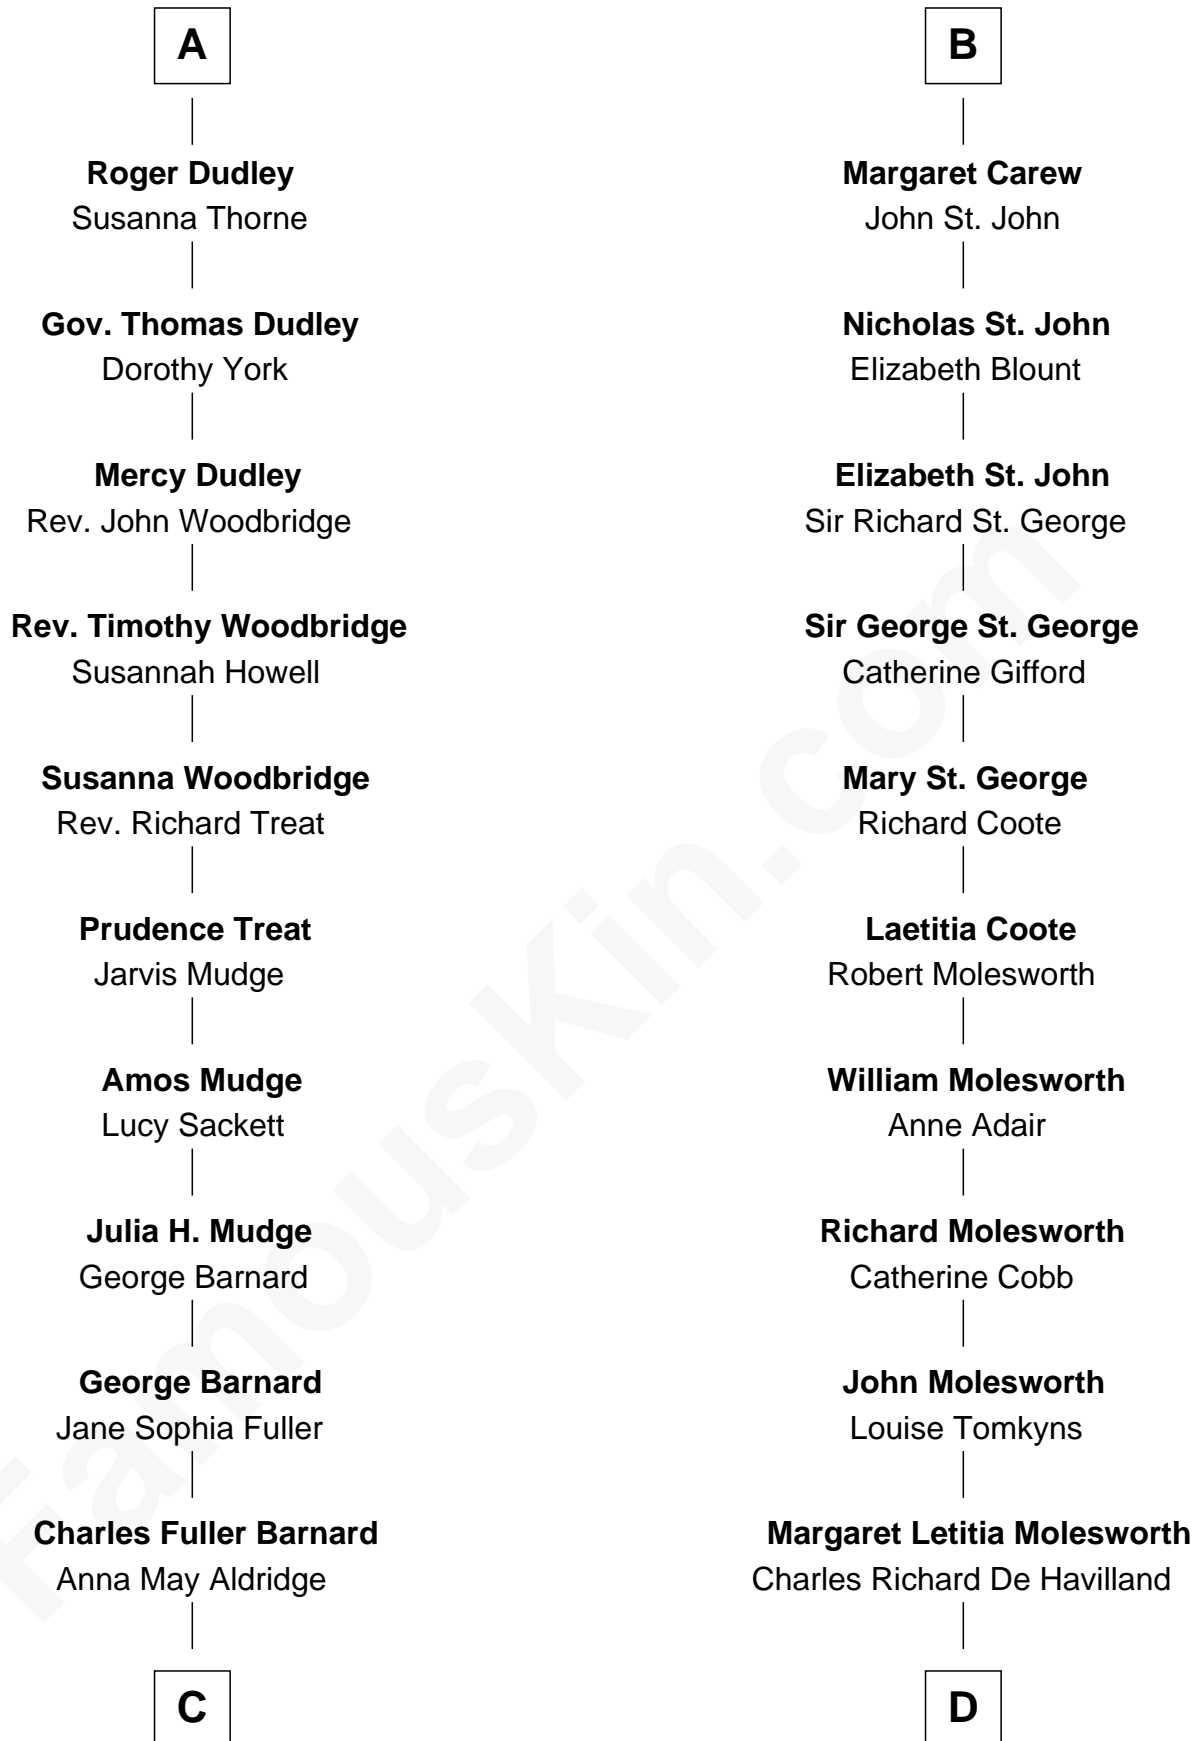 A
Roger Dudley
Susanna Thorne
Gov. Thomas Dudley
Dorothy York
Mercy Dudley
Rev. John Woodbridge
Rev. Timothy Woodbridge
Susannah Howell
Susanna Woodbridge
Rev. Richard Treat
Prudence Treat
Jarvis Mudge
Amos Mudge
Lucy Sackett
Julia H. Mudge
George Barnard
George Barnard
Jane Sophia Fuller
Charles Fuller Barnard
Anna May Aldridge
C
B
Margaret Carew
John St. John
Nicholas St. John
Elizabeth Blount
Elizabeth St. John
Sir Richard St. George
Sir George St. George
Catherine Gifford
Mary St. George
Richard Coote
Laetitia Coote
Robert Molesworth
William Molesworth
Anne Adair
Richard Molesworth
Catherine Cobb
John Molesworth
Louise Tomkyns
Margaret Letitia Molesworth
Charles Richard De Havilland
D
FamousKin.com